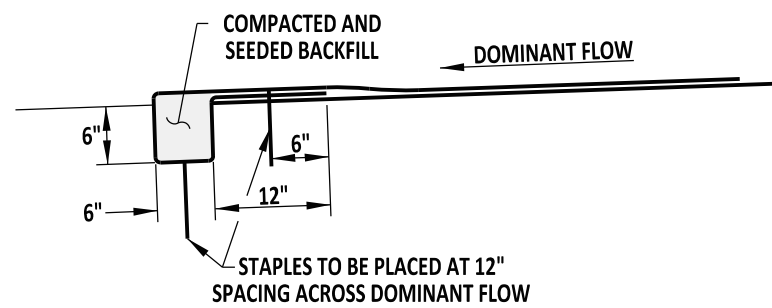 COMPACTED AND
SEEDED BACKFILL
DOMINANT FLOW
6"
6"
12"
6"
STAPLES TO BE PLACED AT 12"
SPACING ACROSS DOMINANT FLOW